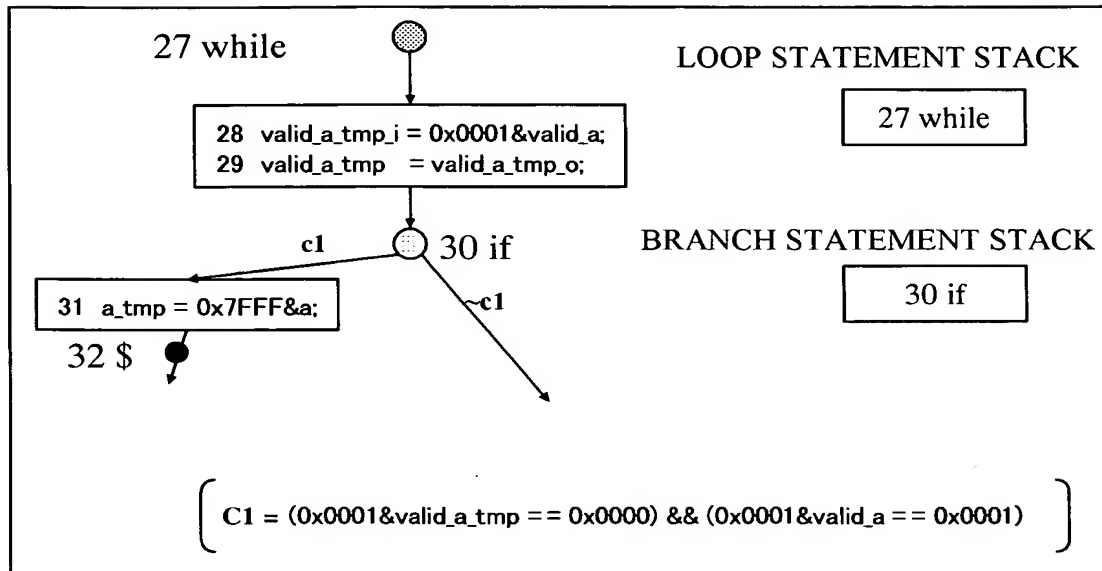 27 while
LOOP STATEMENT STACK
27 while
28 valid_a_tmp_i = 0x0001&valid_a;
29 valid_a_tmp = valid_a_tmp_o;
BRANCH STATEMENT STACK
c1
30 if
30 if
~c1
31 a_tmp = 0x7FFF&a;
32 $
C1 = (0x0001&valid_a_tmp == 0x0000) && (0x0001&valid_a == 0x0001)